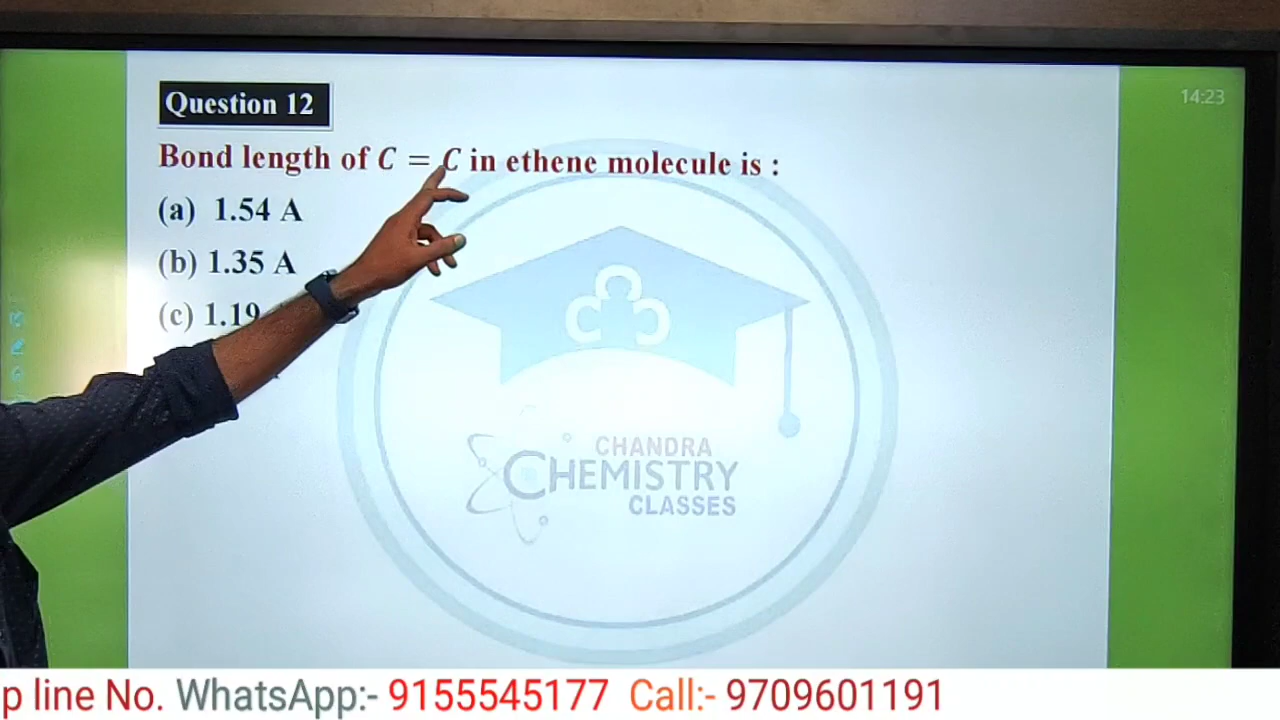 14:23
Question 12
Bond length of C = C in ethene molecule is :
(a) 1.54 A
(b) 1.35 A
(c) 1.19
CHANDRA
CHEMISTRY
CLASSES
p line No. WhatsApp:- 9155545177 Call:- 9709601191